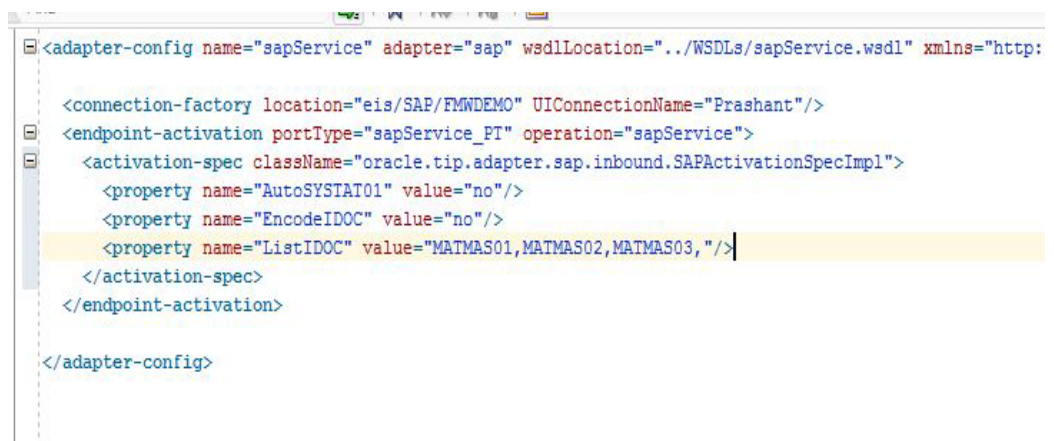 <adapter-config name="sapService" adapter="sap" wsdlLocation="../WSDLs/sapService.wsdl" xmlns="http:
<connection-factory location="eis/SAP/FMWDEMO" UIConnectionName="Prashant"/>
<endpoint-activation portType="sapService_PT" operation="sapService">
<activation-spec className="oracle.tip.adapter.sap.inbound.SAPActivationSpecImpl">
<property name="AutoSYSTAT01" value="no"/>
<property name="EncodeIDOC" value="no"/>
<property name="ListIDOC" value="MATMAS01,MATMAS02,MATMAS03,"/>
</activation-spec>
</endpoint-activation>
</adapter-config>